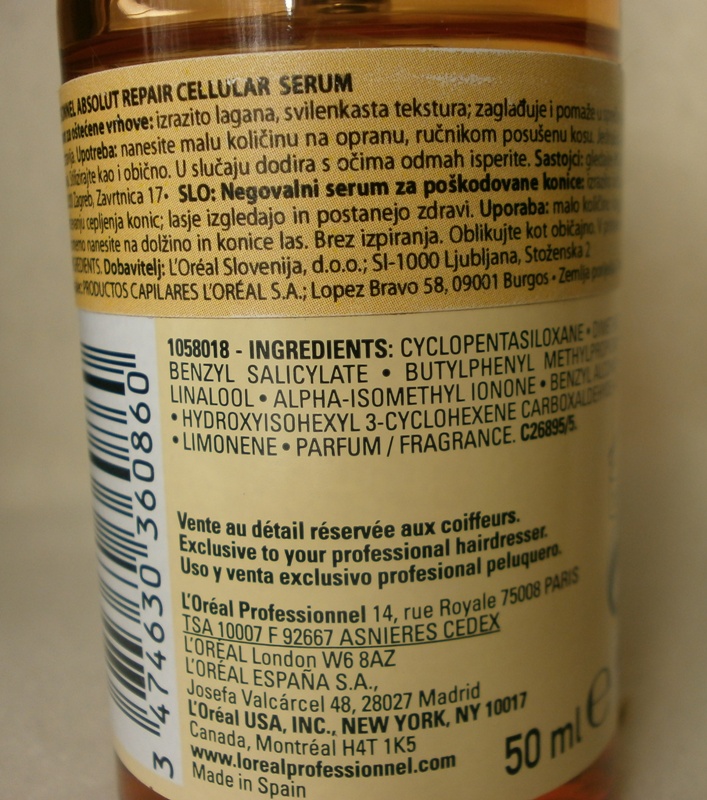 ABSOLUT REPAIR CELLULAR SERUM
oštećene vrhove: izrazito lagana, svilenkasta tekstura; zaglađuje i pomaže u
Upotreba: nanesite malu količinu na opranu, ručnikom posušenu kosu.
kao i obično. U slučaju dodira s očima odmah isperite. Sastojci:
Zagreb, Zavrtnica 17• SLO: Negovalni serum za poškodovane konice:
cepljenja konic; lasje izgledajo in postanejo zdravi. Uporaba: malo
nanesite na dolžino in konice las. Brez izpiranja. Oblikujte kot običajno.
Dobavitelj: L'Oréal Slovenija, d.o.o.; SI-1000 Ljubljana, Stoženska 2
PRODUCTOS CAPILARES L'ORÉAL S.A.; Lopez Bravo 58, 09001 Burgos • Zemlja
1058018 - INGREDIENTS: CYCLOPENTASILOXANE •
BENZYL SALICYLATE • BUTYLPHENYL
LINALOOL • ALPHA-ISOMETHYL IONONE • BENZYL
• HYDROXYISOHEXYL 3-CYCLOHEXENE
• LIMONENE • PARFUM / FRAGRANCE. C26895/5.
Vente au détail réservée aux coiffeurs.
Exclusive to your professional hairdresser.
Uso y venta exclusivo profesional peluquero.
L'Oréal Professionnel 14, rue Royale 75008 PARIS
TSA 10007 F 92667 ASNIERES CEDEX
L'ORÉAL London W6 8AZ
L'ORÉAL ESPAÑA S.A.,
Josefa Valcárcel 48, 28027 Madrid
L'Oréal USA, INC., NEW YORK, NY 10017
Canada, Montréal H4T 1K5
www.lorealprofessionnel.com
Made in Spain
50 ml e
3 474630 360860